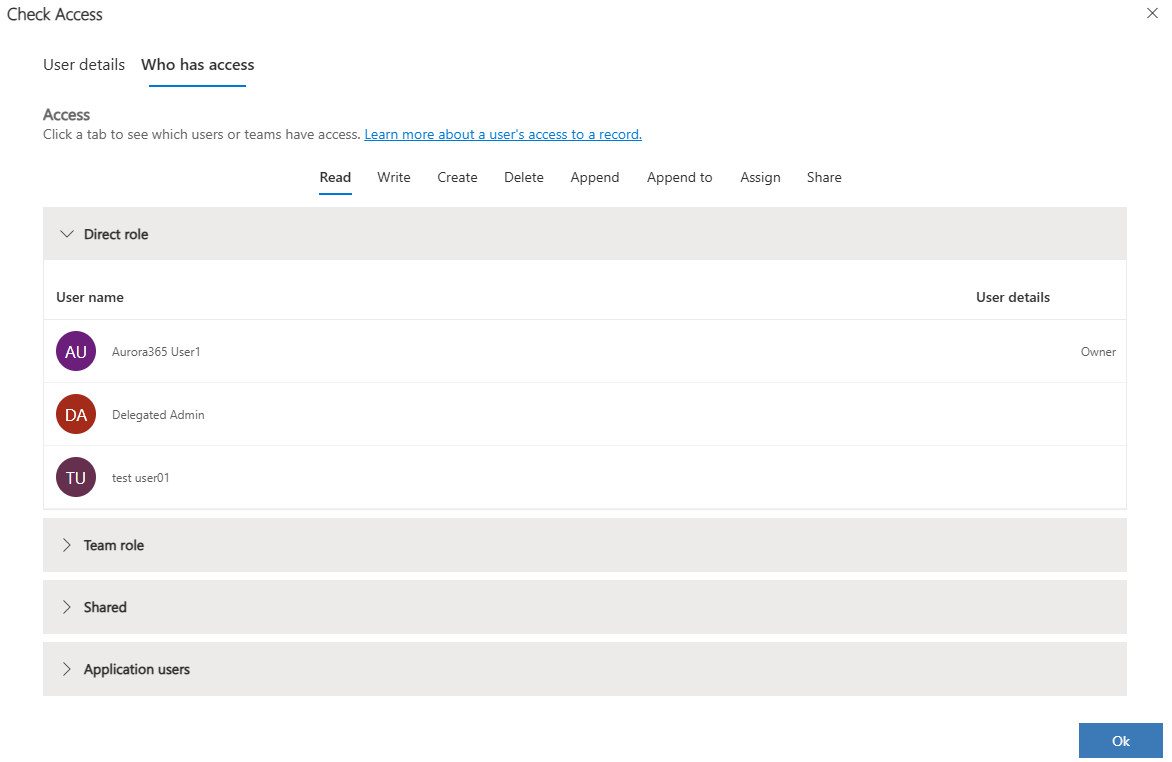 Check Access
User details Who has access
Access
Click a tab to see which users or teams have access. Learn more about a user's access to a record.
Read Write Create Delete Append Append to Assign Share
Direct role
User name User details
AU Aurora365 User1 Owner
DA Delegated Admin
TU test user01
Team role
Shared
Application users
Ok